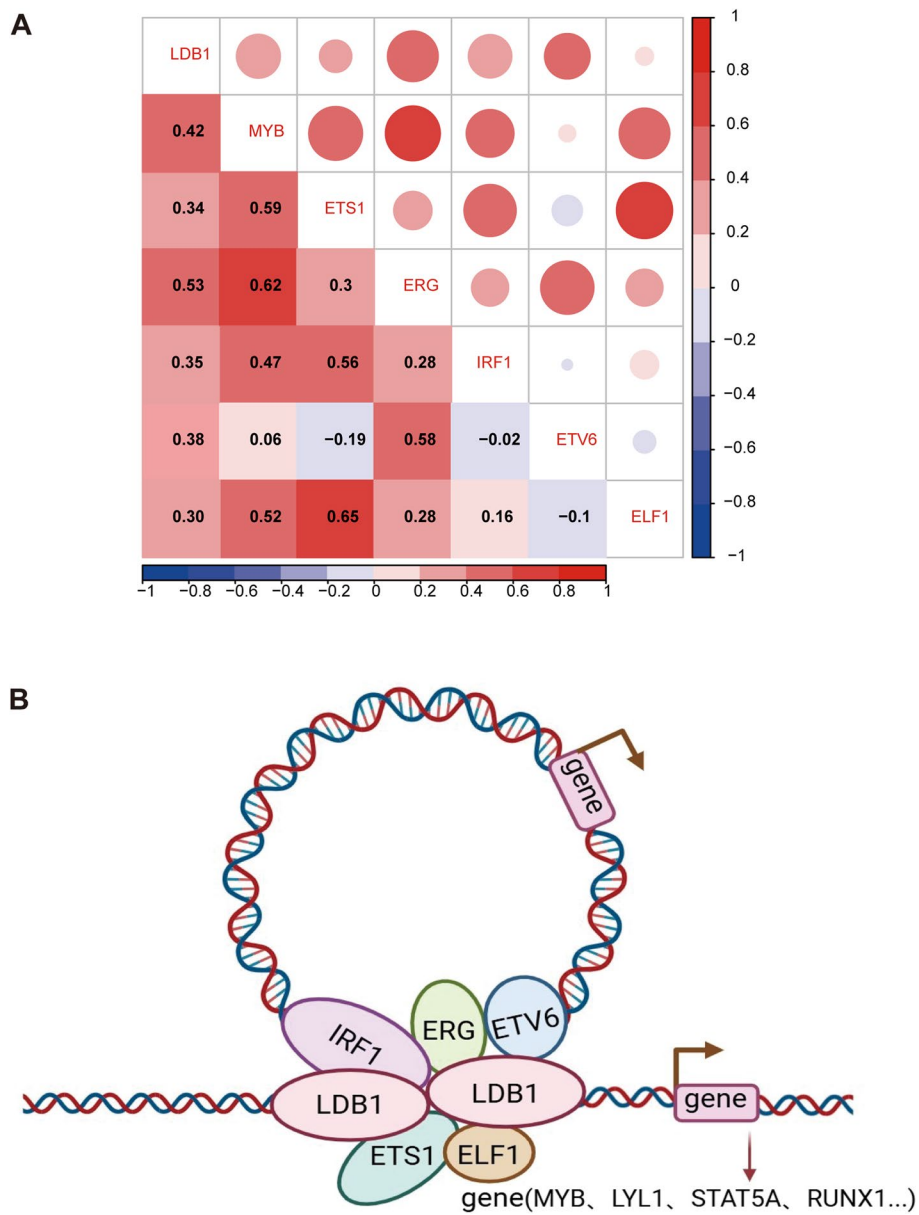 A
LDB1
0.42 MYB
0.34 0.59 ETS1
0.53 0.62 0.3 ERG
0.35 0.47 0.56 0.28 IRF1
0.38 0.06 −0.19 0.58 −0.02 ETV6
0.30 0.52 0.65 0.28 0.16 −0.1 ELF1
1
0.8
0.6
0.4
0.2
0
−0.2
−0.4
−0.6
−0.8
−1
−1 −0.8 −0.6 −0.4 −0.2 0 0.2 0.4 0.6 0.8 1
B
gene
IRF1
ERG
ETV6
LDB1
LDB1
gene
ETS1
ELF1
gene(MYB、LYL1、STAT5A、RUNX1...)